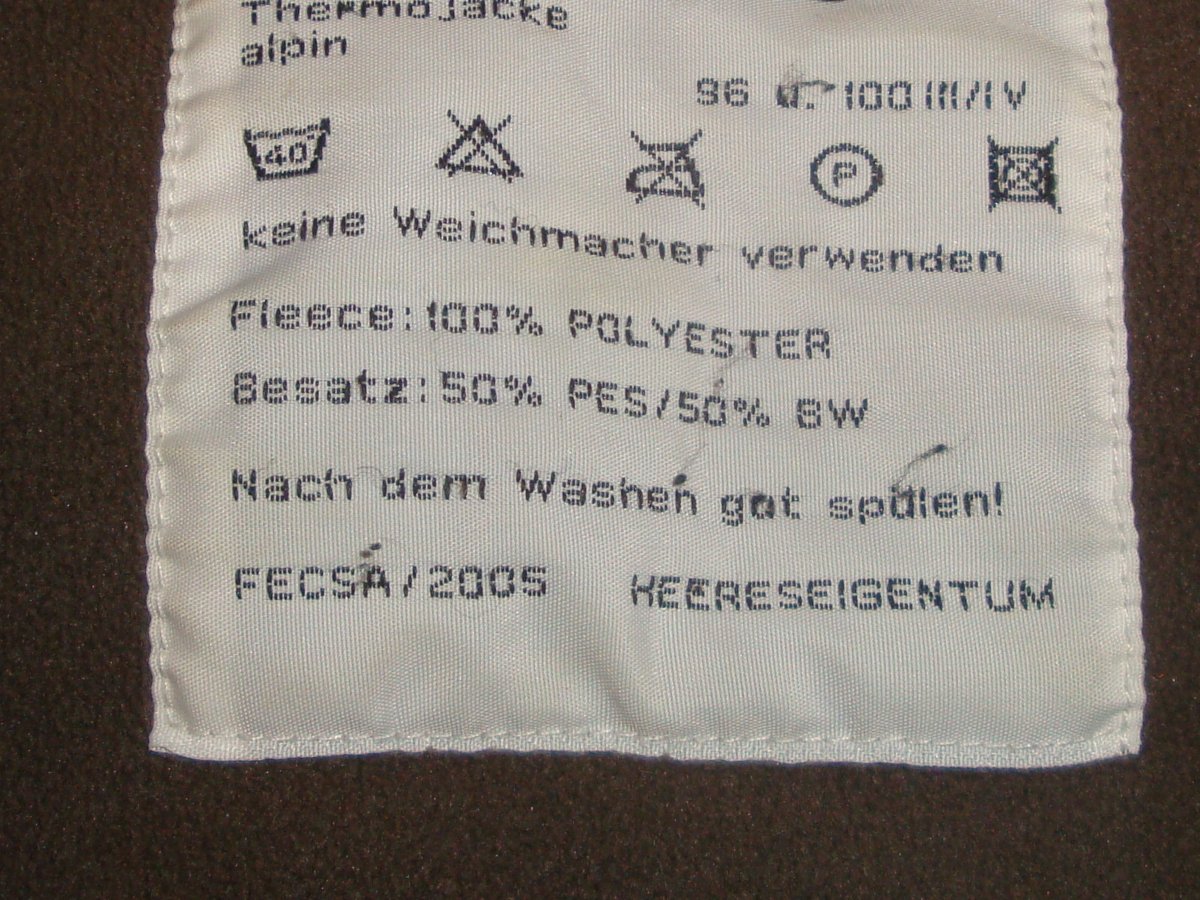 Thermojacke
alpin
96 u. 100 III/IV
40
P
keine Weichmacher verwenden
Fleece: 100% POLYESTER
Besatz: 50% PES/50% BW
Nach dem Washen gut spülen!
FECSA/2005 HEERESEIGENTUM